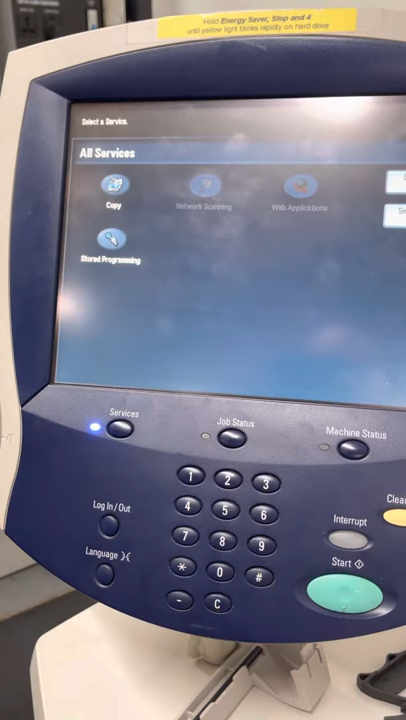 Hold Energy Saver, Stop and 4
until yellow light blinks rapidly on hard drive
Select a Service.
All Services
Copy
Network Scanning
Web Applications
Stored Programming
Services
Job Status
Machine Status
1 2 3
4 5 6
7 8 9
* 0 #
- C
Log In / Out
Language
Interrupt
Start